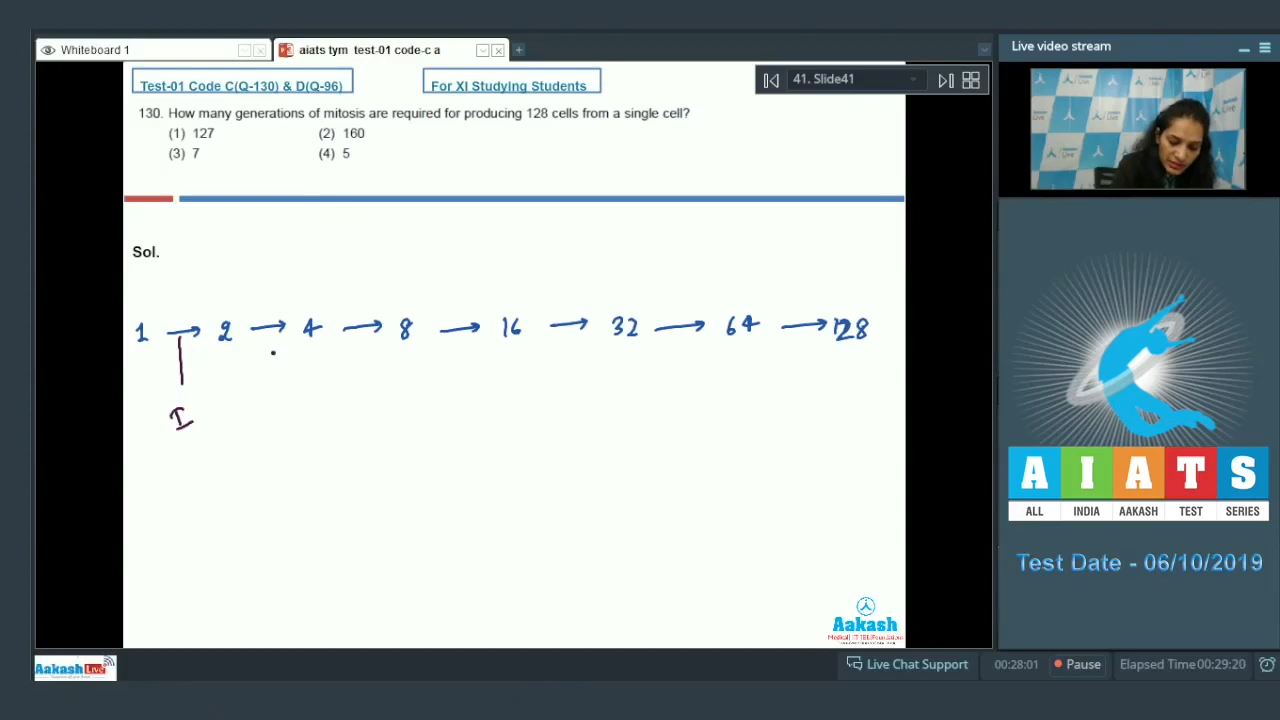 Whiteboard 1
aiats tym test-01 code-c a
Live video stream
Test-01 Code C(Q-130) & D(Q-96)
For XI Studying Students
41. Slide41
130. How many generations of mitosis are required for producing 128 cells from a single cell?
(1) 127 (2) 160
(3) 7 (4) 5
Sol.
1 → 2 → 4 → 8 → 16 → 32 → 64 → 128
I
A I A T S
ALL INDIA AAKASH TEST SERIES
Test Date - 06/10/2019
Aakash
Aakash Live
Live Chat Support
00:28:01
Pause
Elapsed Time 00:29:20